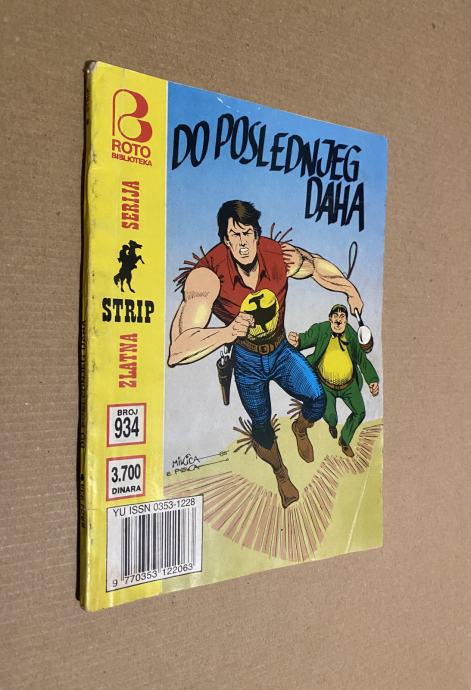 ROTO
BIBLIOTEKA
DO POSLEDNJEG
DAHA
ZLATNA
STRIP
SERIJA
BROJ
934
3.700
DINARA
YU ISSN 0353-1228
9 770353 122063
MIKICA